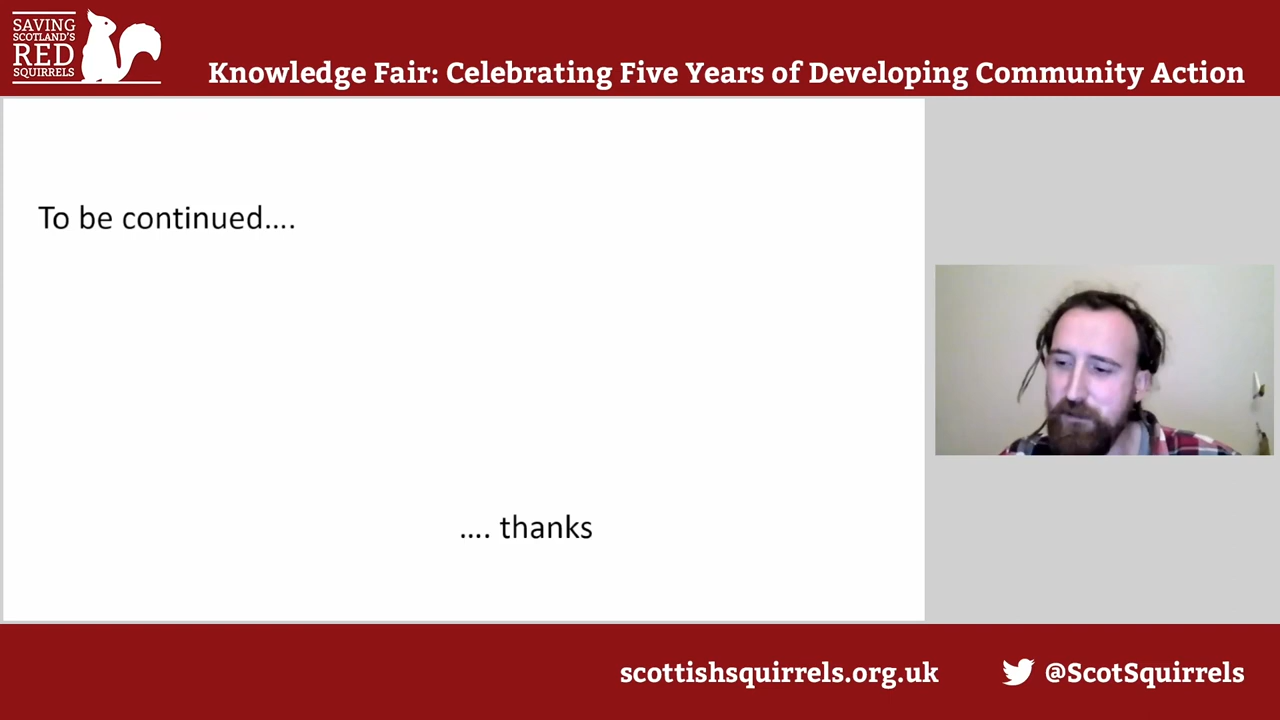 SAVING
SCOTLAND'S
RED
SQUIRRELS
Knowledge Fair: Celebrating Five Years of Developing Community Action
To be continued....
.... thanks
scottishsquirrels.org.uk
@ScotSquirrels